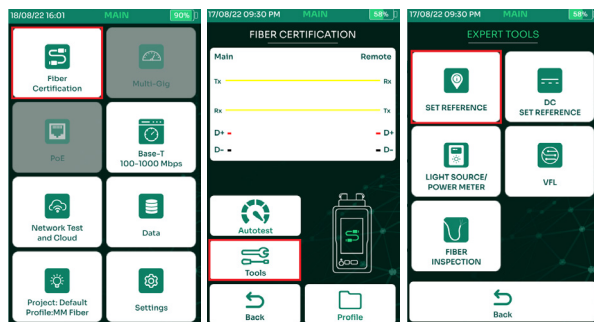 18/08/22 16:01 MAIN 90%
Fiber
Certification
Multi-Gig
PoE
Base-T
100-1000 Mbps
Network Test
and Cloud
Data
Project: Default
Profile:MM Fiber
Settings
17/08/22 09:30 PM MAIN 58%
FIBER CERTIFICATION
Main Remote
Tx Rx
Rx Tx
D+ - - D+
D- - - D-
Autotest
Tools
Back
Profile
17/08/22 09:30 PM MAIN 58%
EXPERT TOOLS
SET REFERENCE
DC
SET REFERENCE
LIGHT SOURCE/
POWER METER
VFL
FIBER
INSPECTION
Back